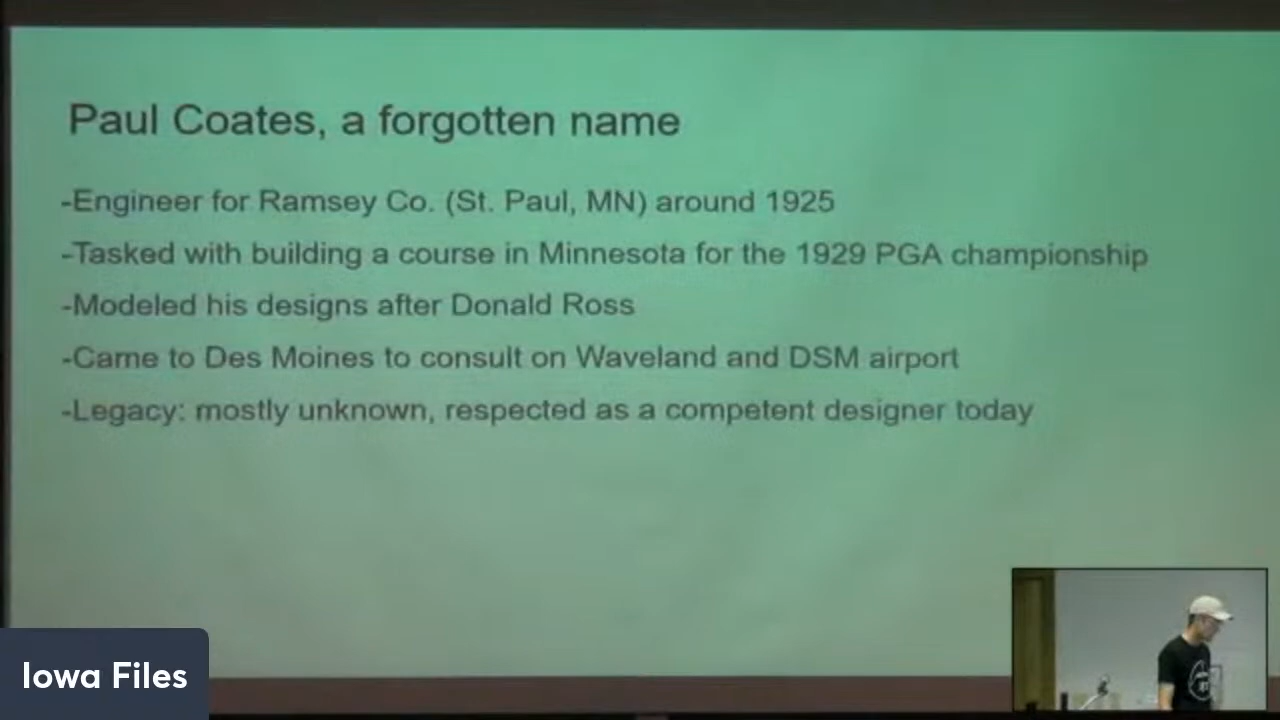 Paul Coates, a forgotten name
-Engineer for Ramsey Co. (St. Paul, MN) around 1925
-Tasked with building a course in Minnesota for the 1929 PGA championship
-Modeled his designs after Donald Ross
-Came to Des Moines to consult on Waveland and DSM airport
-Legacy: mostly unknown, respected as a competent designer today
Iowa Files